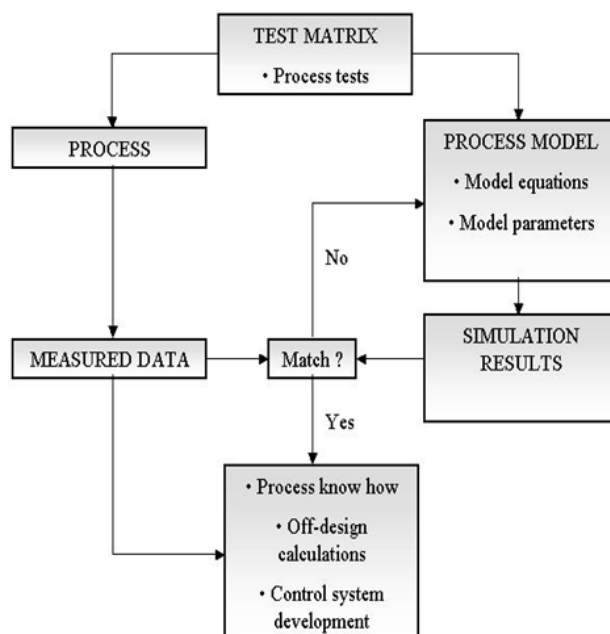 TEST MATRIX
• Process tests
PROCESS
PROCESS MODEL
• Model equations
• Model parameters
No
MEASURED DATA
Match ?
SIMULATION
RESULTS
Yes
• Process know how
• Off-design
calculations
• Control system
development